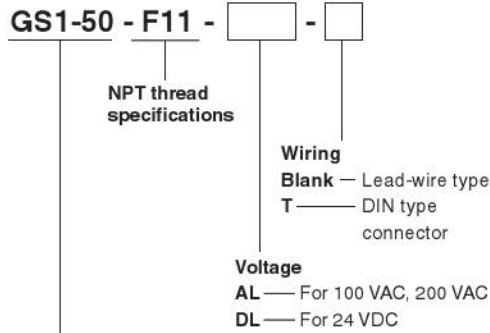 GS1-50 - F11 - -
NPT thread
specifications
Wiring
Blank — Lead-wire type
T — DIN type
connector
Voltage
AL — For 100 VAC, 200 VAC
DL — For 24 VDC